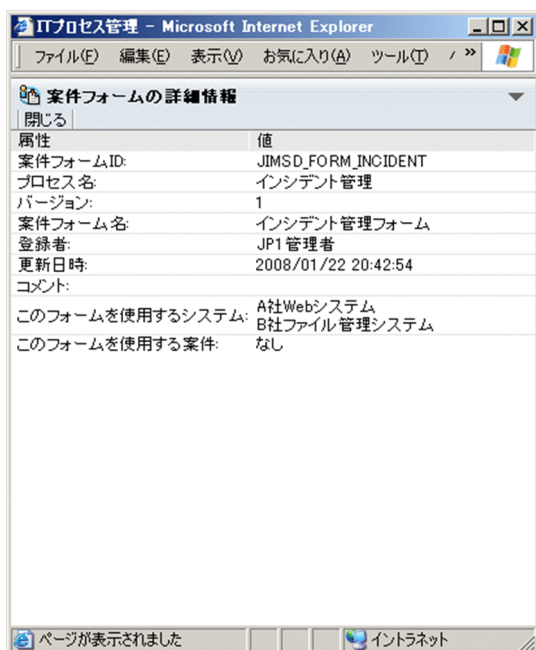 ITプロセス管理 - Microsoft Internet Explorer
ファイル(F) 編集(E) 表示(V) お気に入り(A) ツール(T) »
案件フォームの詳細情報
閉じる
属性 値
案件フォームID: JIMSD_FORM_INCIDENT
プロセス名: インシデント管理
バージョン: 1
案件フォーム名: インシデント管理フォーム
登録者: JP1管理者
更新日時: 2008/01/22 20:42:54
コメント:
このフォームを使用するシステム: A社Webシステム
B社ファイル管理システム
このフォームを使用する案件: なし
ページが表示されました イントラネット